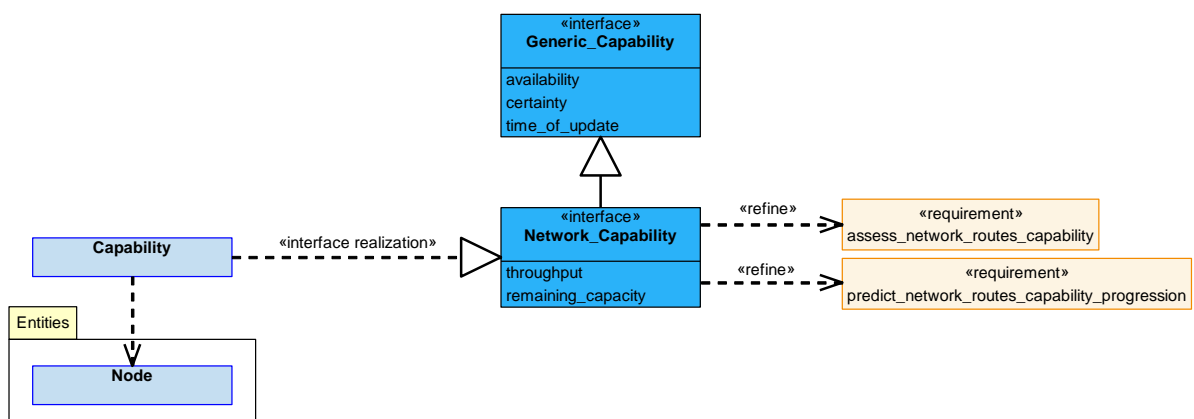 «interface»
Generic_Capability
availability
certainty
time_of_update
«interface»
Network_Capability
throughput
remaining_capacity
«refine»
«requirement»
assess_network_routes_capability
«refine»
«requirement»
predict_network_routes_capability_progression
Capability
«interface realization»
Entities
Node